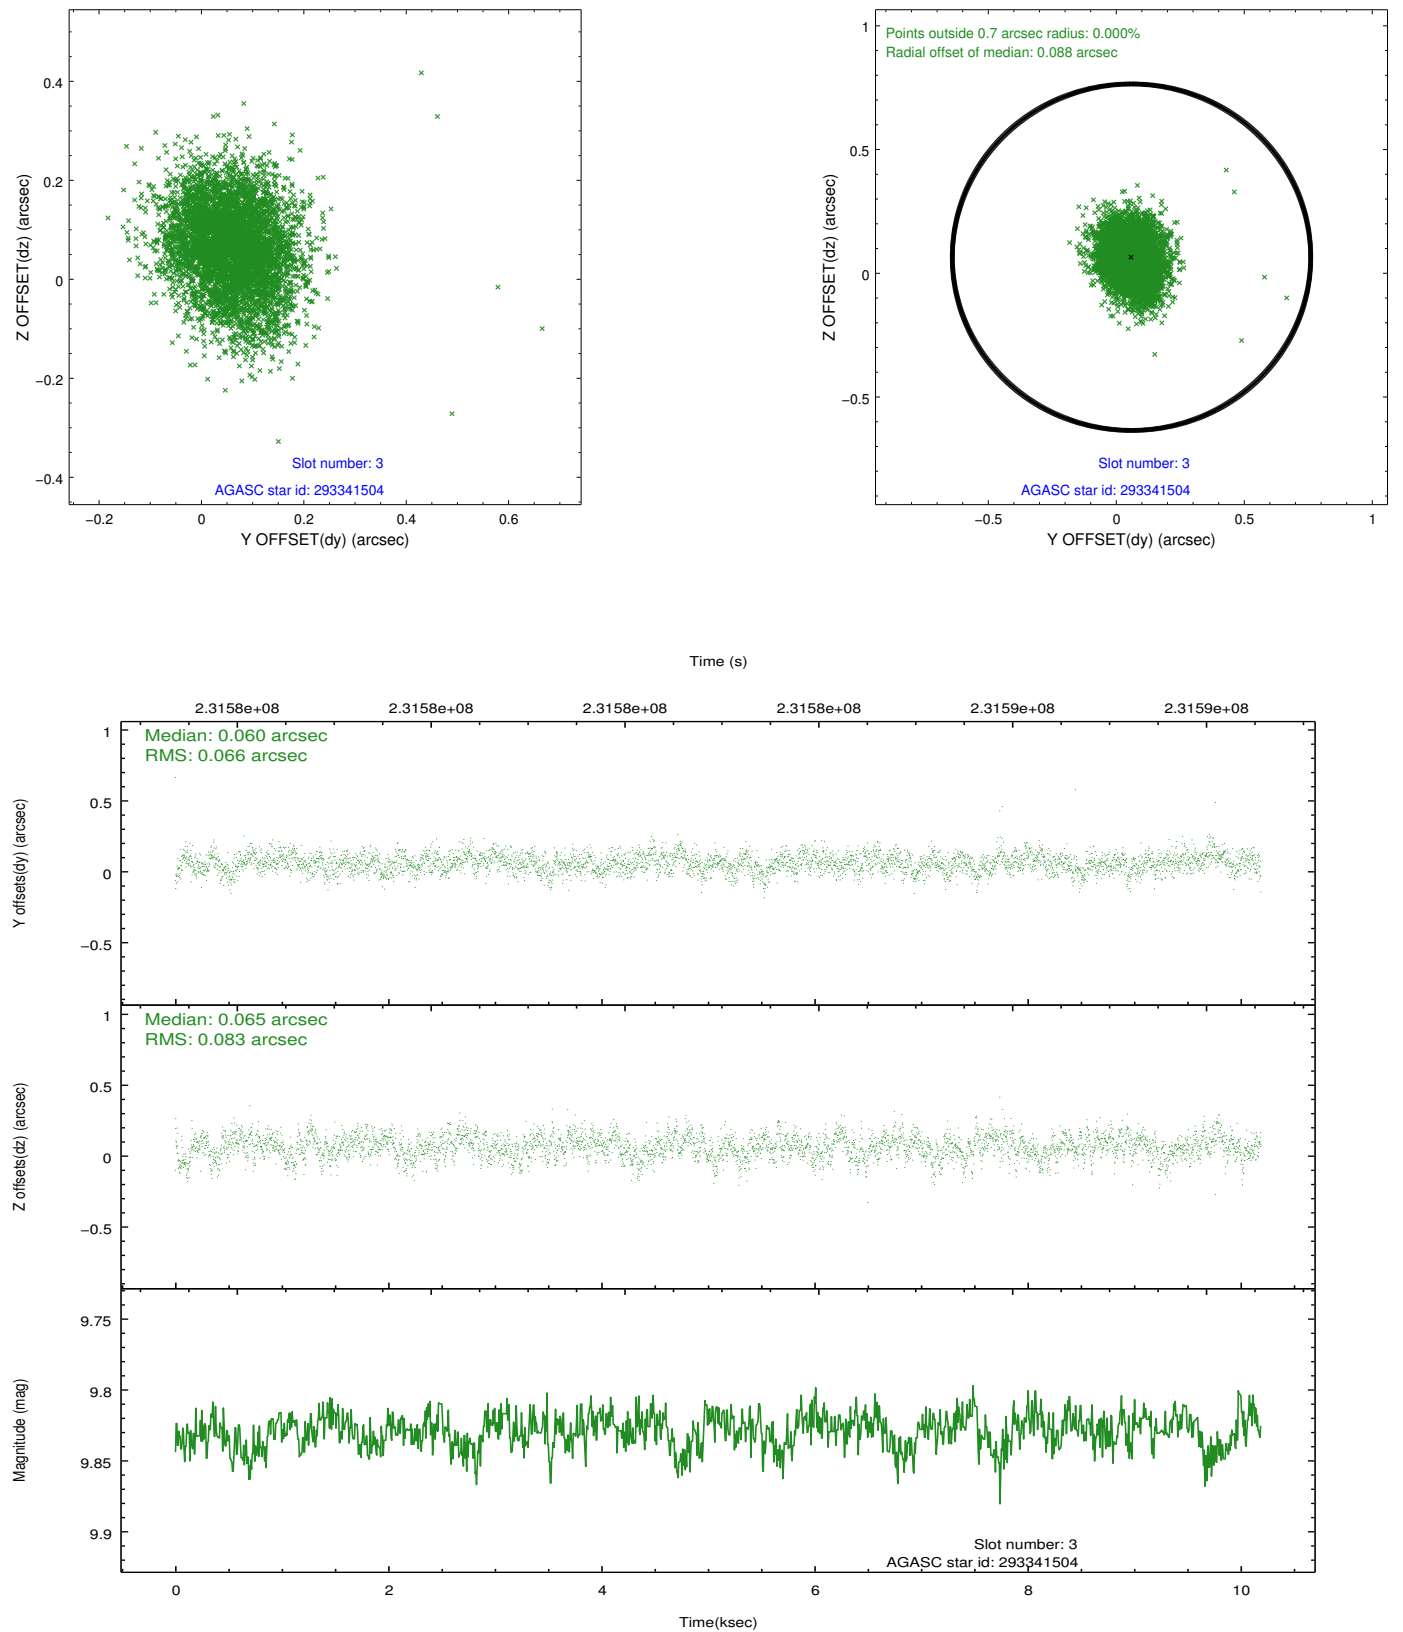 0.4
0.2
0
−0.2
−0.4
Z OFFSET(dz) (arcsec)
Slot number: 3
AGASC star id: 293341504
−0.2
0
0.2
0.4
0.6
Y OFFSET(dy) (arcsec)
Points outside 0.7 arcsec radius: 0.000%
Radial offset of median: 0.088 arcsec
1
0.5
0
−0.5
Z OFFSET(dz) (arcsec)
Slot number: 3
AGASC star id: 293341504
−0.5
0
0.5
1
Y OFFSET(dy) (arcsec)
Time (s)
2.3158e+08
2.3158e+08
2.3158e+08
2.3158e+08
2.3159e+08
2.3159e+08
Median: 0.060 arcsec
RMS: 0.066 arcsec
1
0.5
0
−0.5
Y offsets(dy) (arcsec)
Median: 0.065 arcsec
RMS: 0.083 arcsec
1
0.5
0
−0.5
Z offsets(dz) (arcsec)
9.75
9.8
9.85
9.9
Magnitude (mag)
Slot number: 3
AGASC star id: 293341504
0
2
4
6
8
10
Time(ksec)